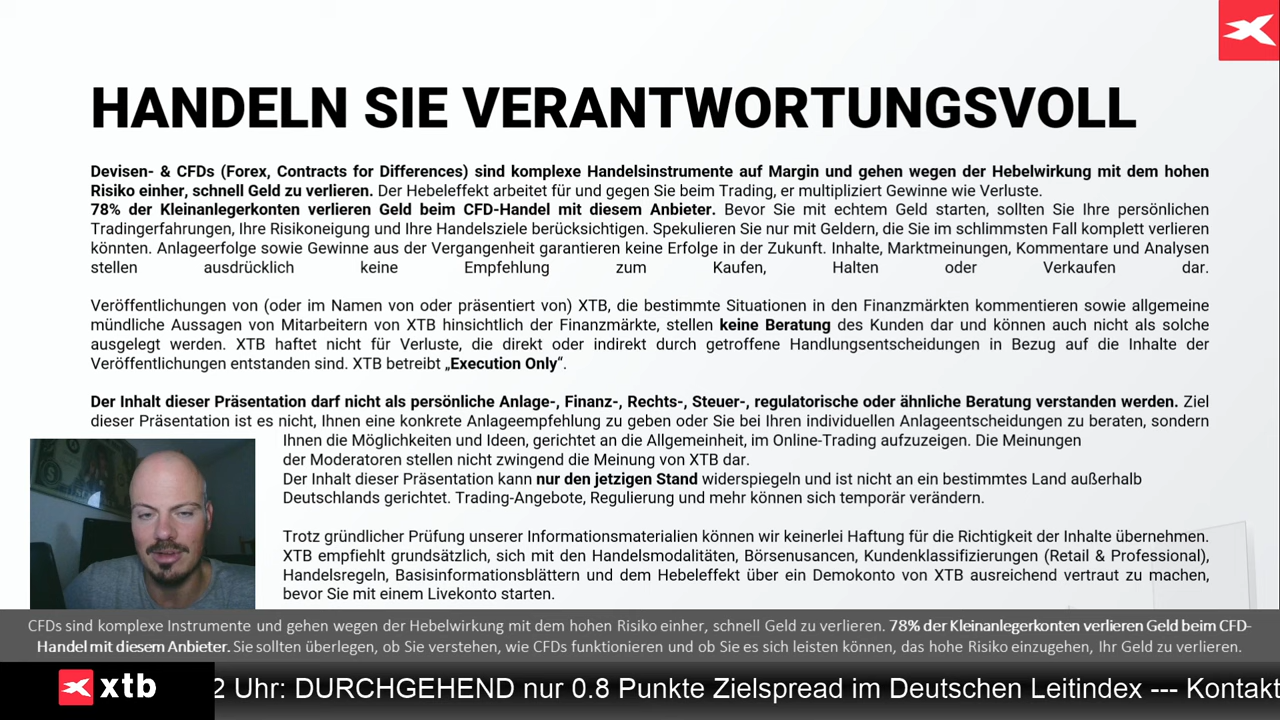 HANDELN SIE VERANTWORTUNGSVOLL
Devisen- & CFDs (Forex, Contracts for Differences) sind komplexe Handelsinstrumente auf Margin und gehen wegen der Hebelwirkung mit dem hohen
Risiko einher, schnell Geld zu verlieren. Der Hebeleffekt arbeitet für und gegen Sie beim Trading, er multipliziert Gewinne wie Verluste.
78% der Kleinanlegerkonten verlieren Geld beim CFD-Handel mit diesem Anbieter. Bevor Sie mit echtem Geld starten, sollten Sie Ihre persönlichen
Tradingerfahrungen, Ihre Risikoneigung und Ihre Handelsziele berücksichtigen. Spekulieren Sie nur mit Geldern, die Sie im schlimmsten Fall komplett verlieren
könnten. Anlageerfolge sowie Gewinne aus der Vergangenheit garantieren keine Erfolge in der Zukunft. Inhalte, Marktmeinungen, Kommentare und Analysen
stellen ausdrücklich keine Empfehlung zum Kaufen, Halten oder Verkaufen dar.
Veröffentlichungen von (oder im Namen von oder präsentiert von) XTB, die bestimmte Situationen in den Finanzmärkten kommentieren sowie allgemeine
mündliche Aussagen von Mitarbeitern von XTB hinsichtlich der Finanzmärkte, stellen keine Beratung des Kunden dar und können auch nicht als solche
ausgelegt werden. XTB haftet nicht für Verluste, die direkt oder indirekt durch getroffene Handlungsentscheidungen in Bezug auf die Inhalte der
Veröffentlichungen entstanden sind. XTB betreibt „Execution Only“.
Der Inhalt dieser Präsentation darf nicht als persönliche Anlage-, Finanz-, Rechts-, Steuer-, regulatorische oder ähnliche Beratung verstanden werden. Ziel
dieser Präsentation ist es nicht, Ihnen eine konkrete Anlageempfehlung zu geben oder Sie bei Ihren individuellen Anlageentscheidungen zu beraten, sondern
Ihnen die Möglichkeiten und Ideen, gerichtet an die Allgemeinheit, im Online-Trading aufzuzeigen. Die Meinungen
der Moderatoren stellen nicht zwingend die Meinung von XTB dar.
Der Inhalt dieser Präsentation kann nur den jetzigen Stand widerspiegeln und ist nicht an ein bestimmtes Land außerhalb
Deutschlands gerichtet. Trading-Angebote, Regulierung und mehr können sich temporär verändern.
Trotz gründlicher Prüfung unserer Informationsmaterialien können wir keinerlei Haftung für die Richtigkeit der Inhalte übernehmen.
XTB empfiehlt grundsätzlich, sich mit den Handelsmodalitäten, Börsenusancen, Kundenklassifizierungen (Retail & Professional),
Handelsregeln, Basisinformationsblättern und dem Hebeleffekt über ein Demokonto von XTB ausreichend vertraut zu machen,
bevor Sie mit einem Livekonto starten.
CFDs sind komplexe Instrumente und gehen wegen der Hebelwirkung mit dem hohen Risiko einher, schnell Geld zu verlieren. 78% der Kleinanlegerkonten verlieren Geld beim CFD-
Handel mit diesem Anbieter. Sie sollten überlegen, ob Sie verstehen, wie CFDs funktionieren und ob Sie es sich leisten können, das hohe Risiko einzugehen, Ihr Geld zu verlieren.
xtb 2 Uhr: DURCHGEHEND nur 0.8 Punkte Zielspread im Deutschen Leitindex --- Kontakt